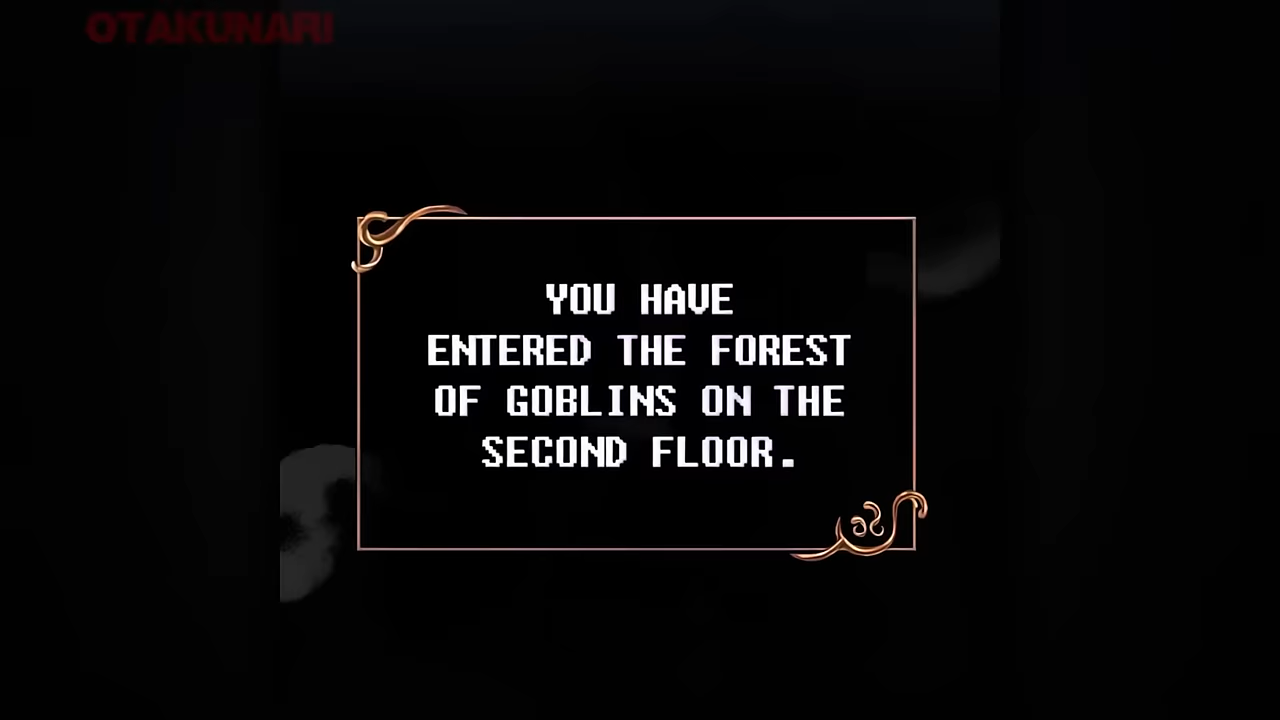 OTAKUNARI
YOU HAVE
ENTERED THE FOREST
OF GOBLINS ON THE
SECOND FLOOR.